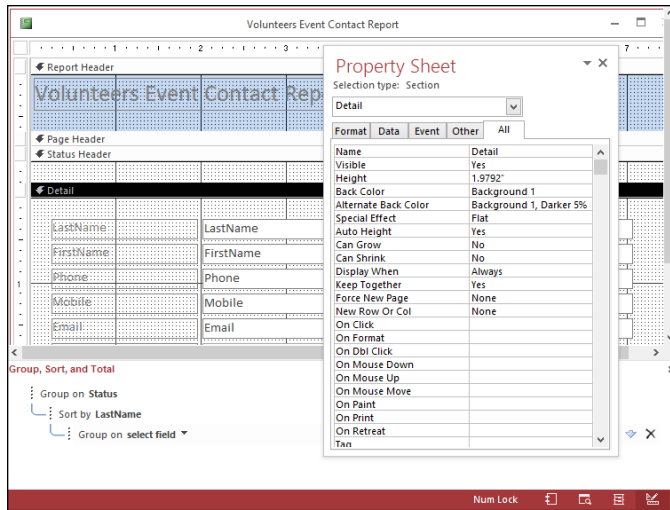 Volunteers Event Contact Report
1 2 3 7
Report Header
Volunteers Event Contact Rep
Page Header
Status Header
Detail
LastName LastName
FirstName FirstName
Phone Phone
1
Mobile Mobile
Email Email
Property Sheet
Selection type: Section
Detail
Format Data Event Other All
Name Detail
Visible Yes
Height 1.9792"
Back Color Background 1
Alternate Back Color Background 1, Darker 5%
Special Effect Flat
Auto Height Yes
Can Grow No
Can Shrink No
Display When Always
Keep Together Yes
Force New Page None
New Row Or Col None
On Click
On Format
On Dbl Click
On Mouse Down
On Mouse Up
On Mouse Move
On Paint
On Print
On Retreat
Tag
Group, Sort, and Total
Group on Status
Sort by LastName
Group on select field
Num Lock